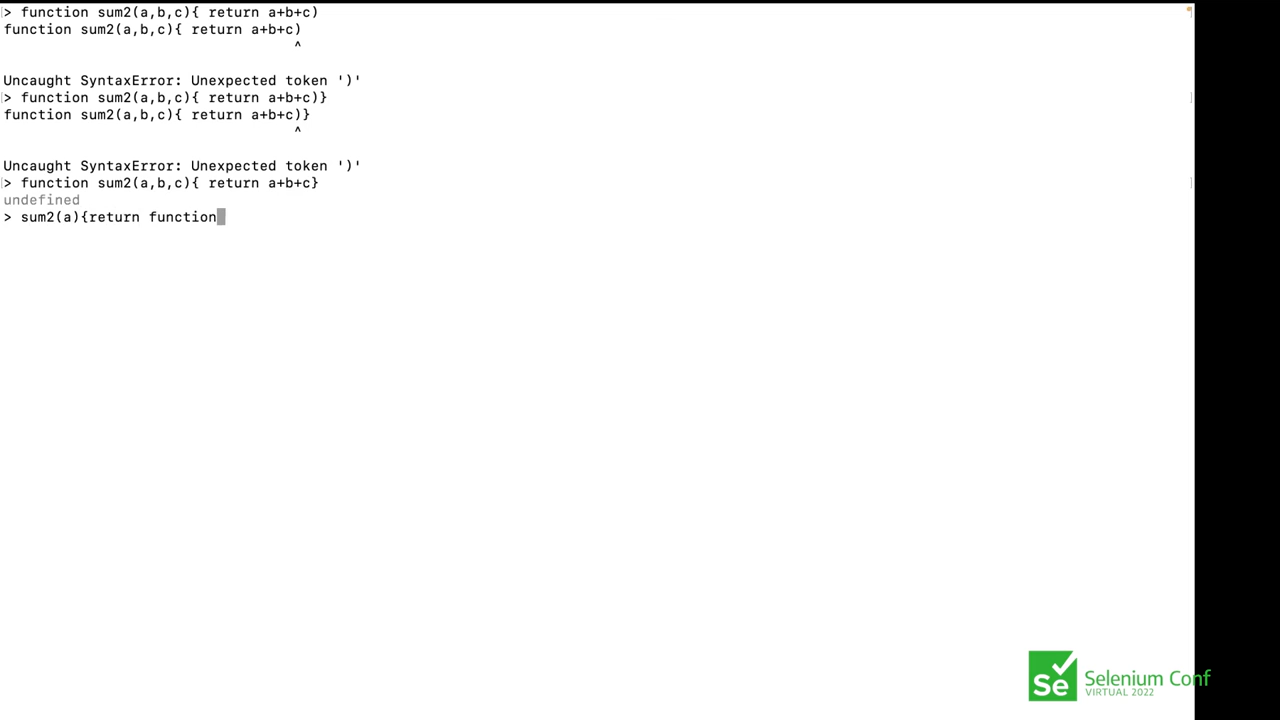 > function sum2(a,b,c){ return a+b+c)
function sum2(a,b,c){ return a+b+c)
^
Uncaught SyntaxError: Unexpected token ')'
> function sum2(a,b,c){ return a+b+c)}
function sum2(a,b,c){ return a+b+c)}
^
Uncaught SyntaxError: Unexpected token ')'
> function sum2(a,b,c){ return a+b+c}
undefined
> sum2(a){return function
Se
Selenium Conf
VIRTUAL 2022